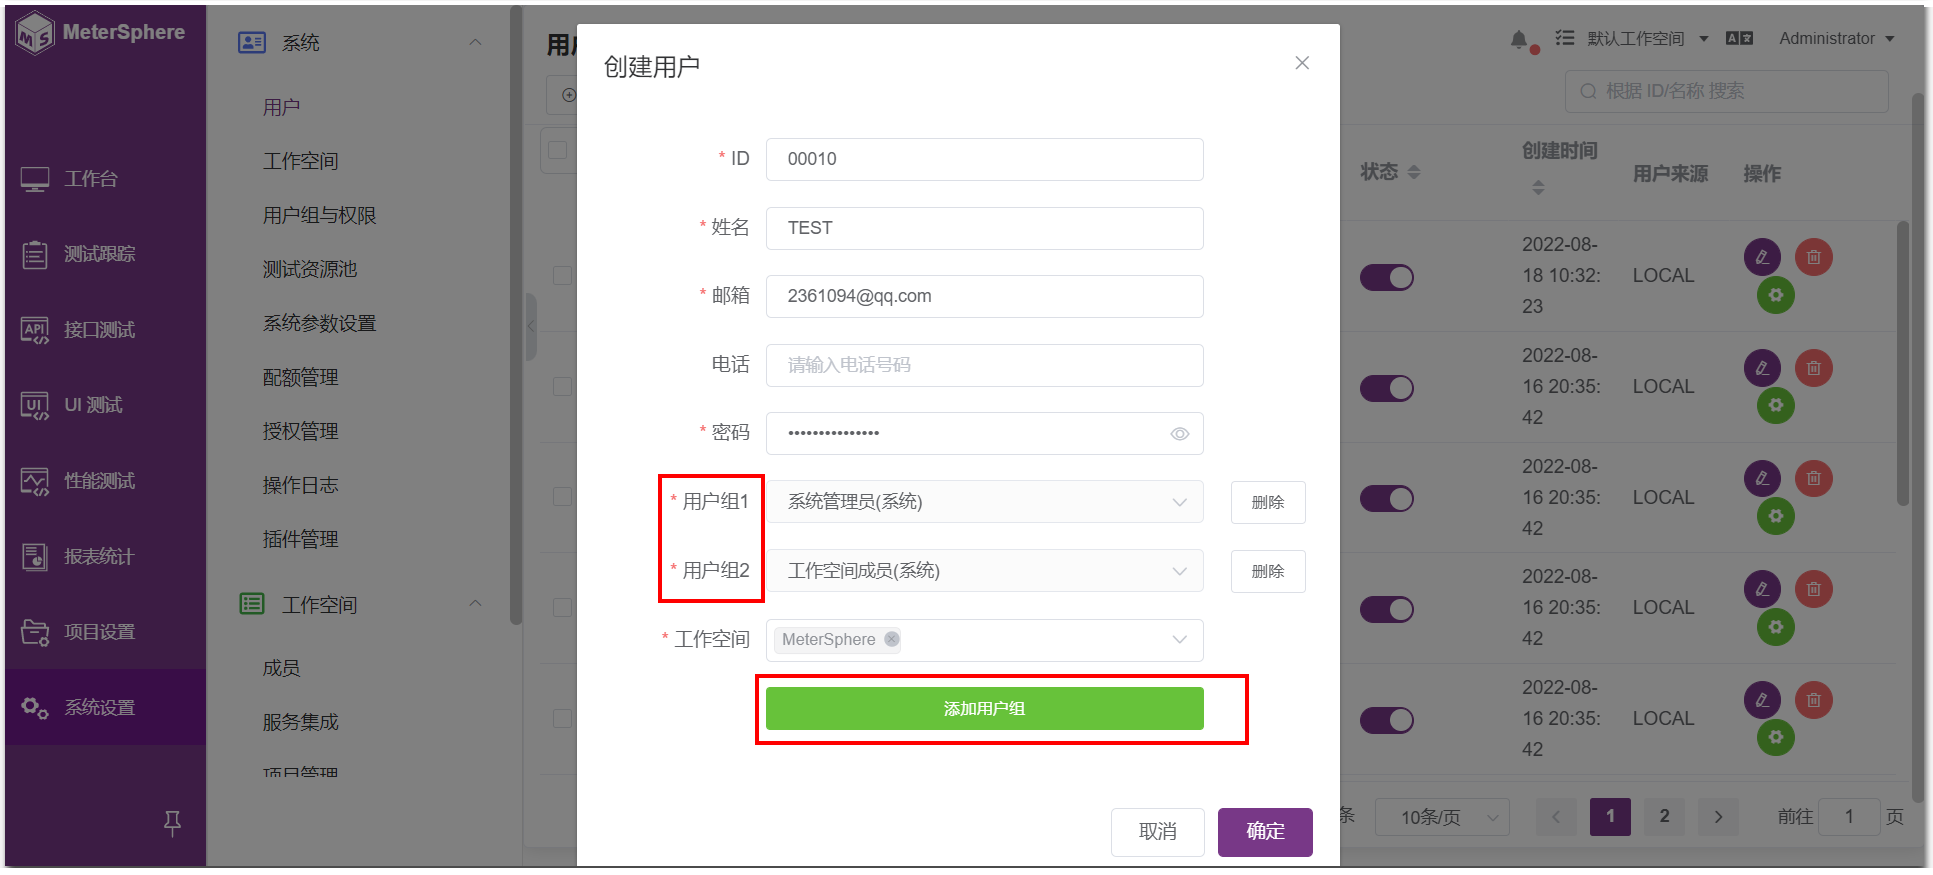 MeterSphere
工作台
测试跟踪
API 接口测试
UI UI 测试
性能测试
报表统计
项目设置
系统设置
系统
用户
工作空间
用户组与权限
测试资源池
系统参数设置
配额管理
授权管理
操作日志
插件管理
工作空间
成员
服务集成
项目管理
默认工作空间
Administrator
根据 ID/名称 搜索
创建用户
* ID 00010
* 姓名 TEST
* 邮箱 2361094@qq.com
电话 请输入电话号码
* 密码 •••••••••••••••
* 用户组1 系统管理员(系统) 删除
* 用户组2 工作空间成员(系统) 删除
* 工作空间 MeterSphere
添加用户组
取消 确定
状态 创建时间 用户来源 操作
2022-08-
18 10:32:
23
LOCAL
2022-08-
16 20:35:
42
LOCAL
2022-08-
16 20:35:
42
LOCAL
2022-08-
16 20:35:
42
LOCAL
2022-08-
16 20:35:
42
LOCAL
条 10条/页 1 2 前往 1 页